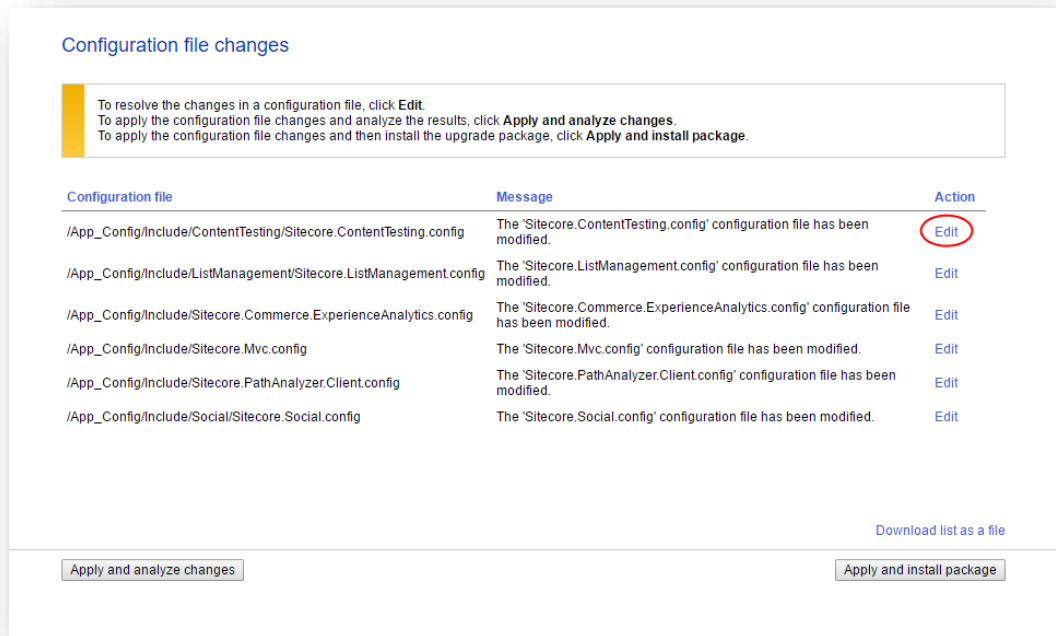 Configuration file changes
To resolve the changes in a configuration file, click Edit.
To apply the configuration file changes and analyze the results, click Apply and analyze changes.
To apply the configuration file changes and then install the upgrade package, click Apply and install package.
Configuration file Message Action
/App_Config/Include/ContentTesting/Sitecore.ContentTesting.config The 'Sitecore.ContentTesting.config' configuration file has been Edit
modified.
/App_Config/Include/ListManagement/Sitecore.ListManagement.config The 'Sitecore.ListManagement.config' configuration file has been Edit
modified.
/App_Config/Include/Sitecore.Commerce.ExperienceAnalytics.config The 'Sitecore.Commerce.ExperienceAnalytics.config' configuration file Edit
has been modified.
/App_Config/Include/Sitecore.Mvc.config The 'Sitecore.Mvc.config' configuration file has been modified. Edit
/App_Config/Include/Sitecore.PathAnalyzer.Client.config The 'Sitecore.PathAnalyzer.Client.config' configuration file has been Edit
modified.
/App_Config/Include/Social/Sitecore.Social.config The 'Sitecore.Social.config' configuration file has been modified. Edit
Download list as a file
Apply and analyze changes Apply and install package